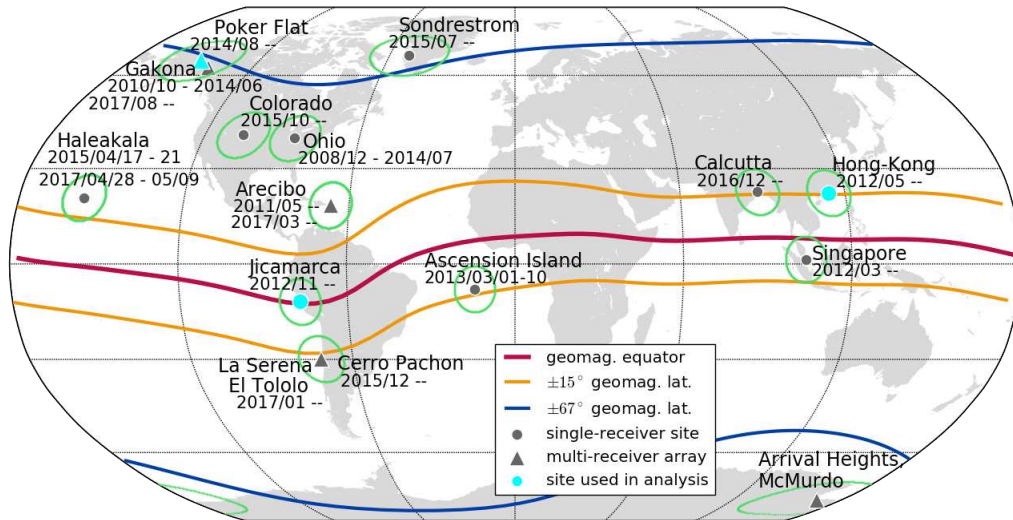 Sondrestrom
2015/07 --
Poker Flat
2014/08 --
Gakona
2010/10 - 2014/06
2017/08 --
Colorado
2015/10 --
Ohio
2008/12 - 2014/07
Haleakala
2015/04/17 - 21
2017/04/28 - 05/09
Arecibo
2011/05 --
2017/03 --
Calcutta
2016/12 --
Hong-Kong
2012/05 --
Jicamarca
2012/11 --
Ascension Island
2013/03/01-10
Singapore
2012/03 --
La Serena
El Tololo
2017/01 --
Cerro Pachon
2015/12 --
geomag. equator
±15° geomag. lat.
±67° geomag. lat.
single-receiver site
multi-receiver array
site used in analysis
Arrival Heights,
McMurdo